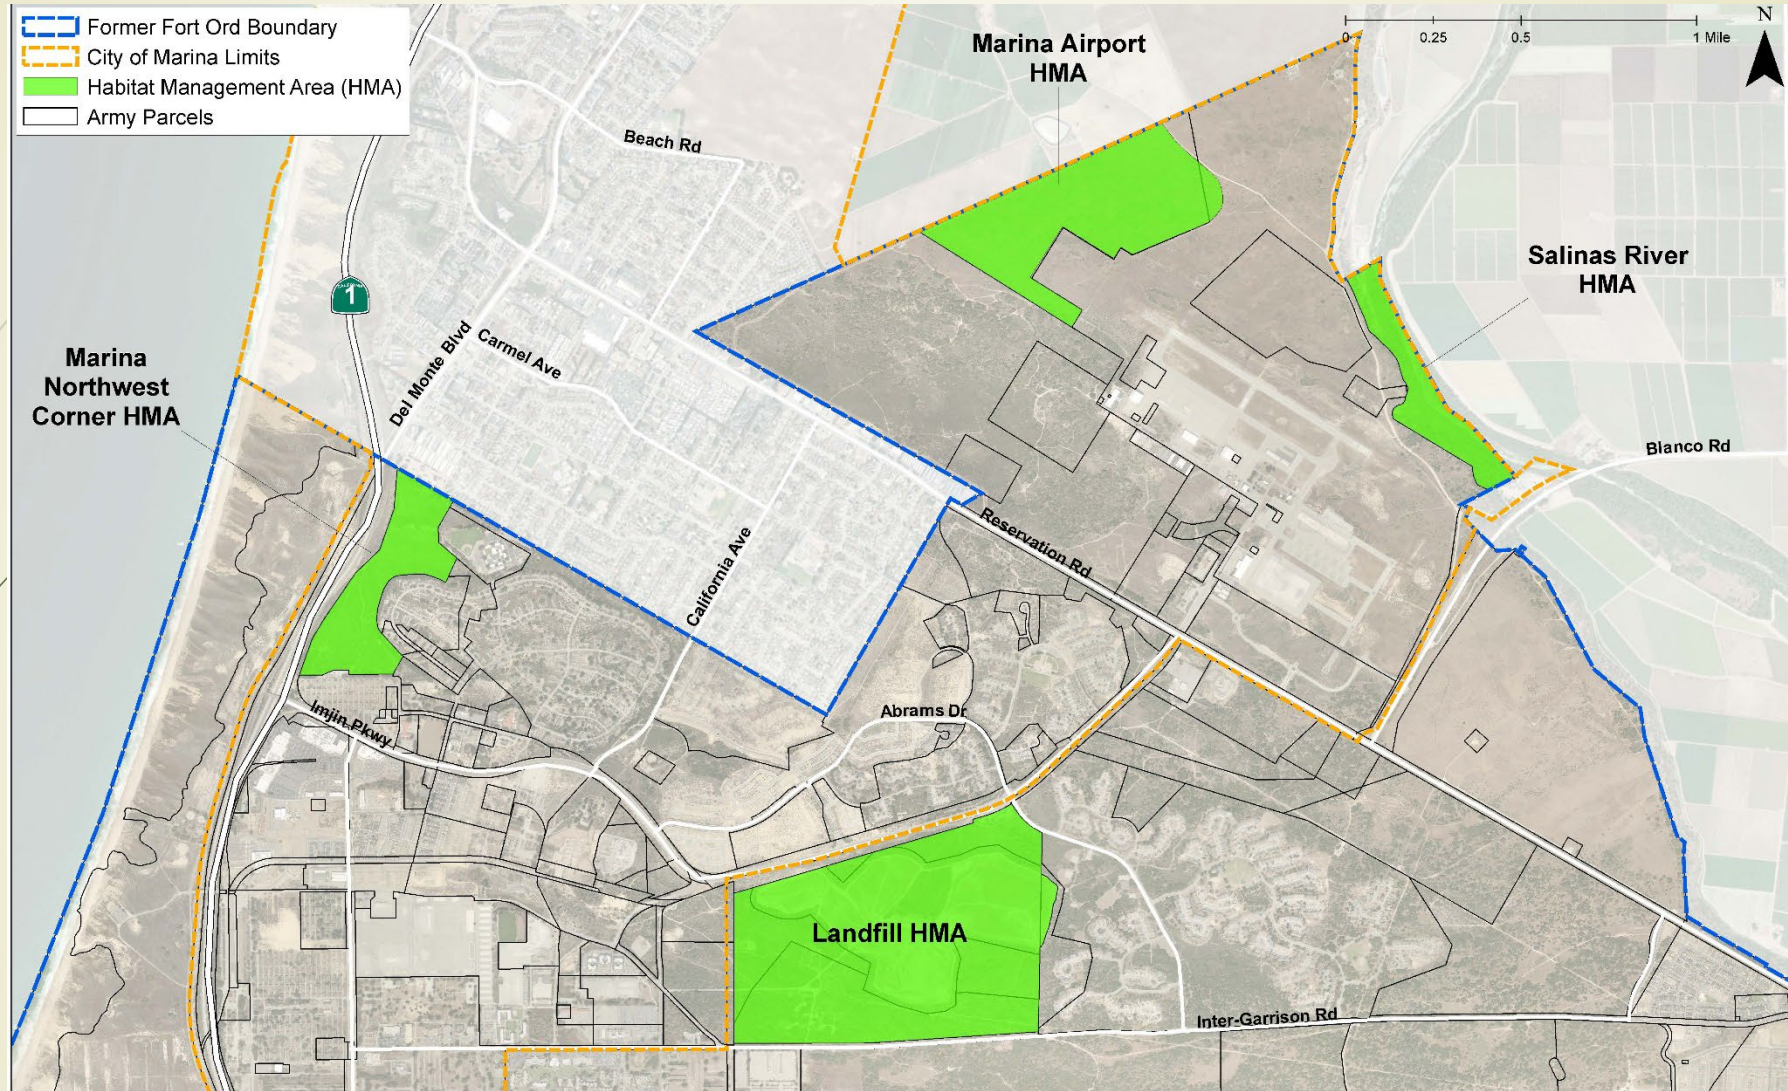 Former Fort Ord Boundary
City of Marina Limits
Habitat Management Area (HMA)
Army Parcels
N
0
0.25
0.5
1 Mile
Marina Airport
HMA
Beach Rd
Salinas River
HMA
1
Marina
Northwest
Corner HMA
Del Monte Blvd
Carmel Ave
Blanco Rd
Reservation Rd
California Ave
Imjin Pkwy
Abrams Dr
Landfill HMA
Inter-Garrison Rd